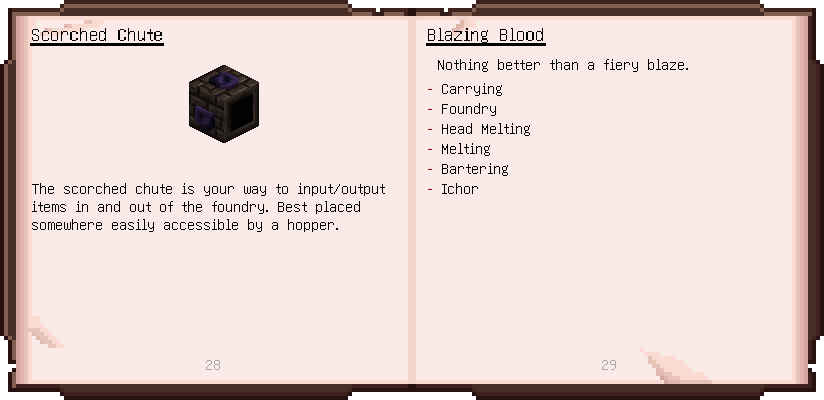 Scorched Chute
The scorched chute is your way to input/output
items in and out of the foundry. Best placed
somewhere easily accessible by a hopper.
28
Blazing Blood
Nothing better than a fiery blaze.
- Carrying
- Foundry
- Head Melting
- Melting
- Bartering
- Ichor
29